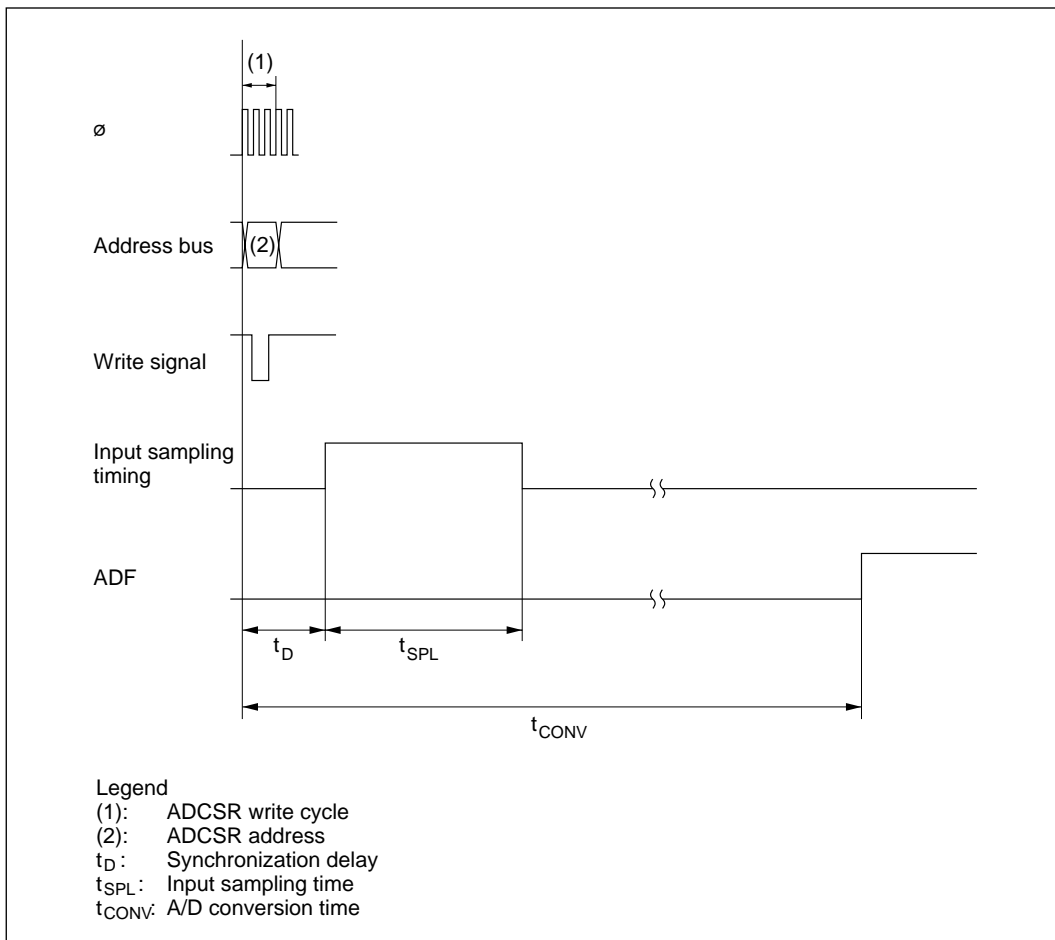 (1)
ø
Address bus
(2)
Write signal
Input sampling
timing
ADF
tD
tSPL
tCONV
Legend
(1): ADCSR write cycle
(2): ADCSR address
tD: Synchronization delay
tSPL: Input sampling time
tCONV: A/D conversion time